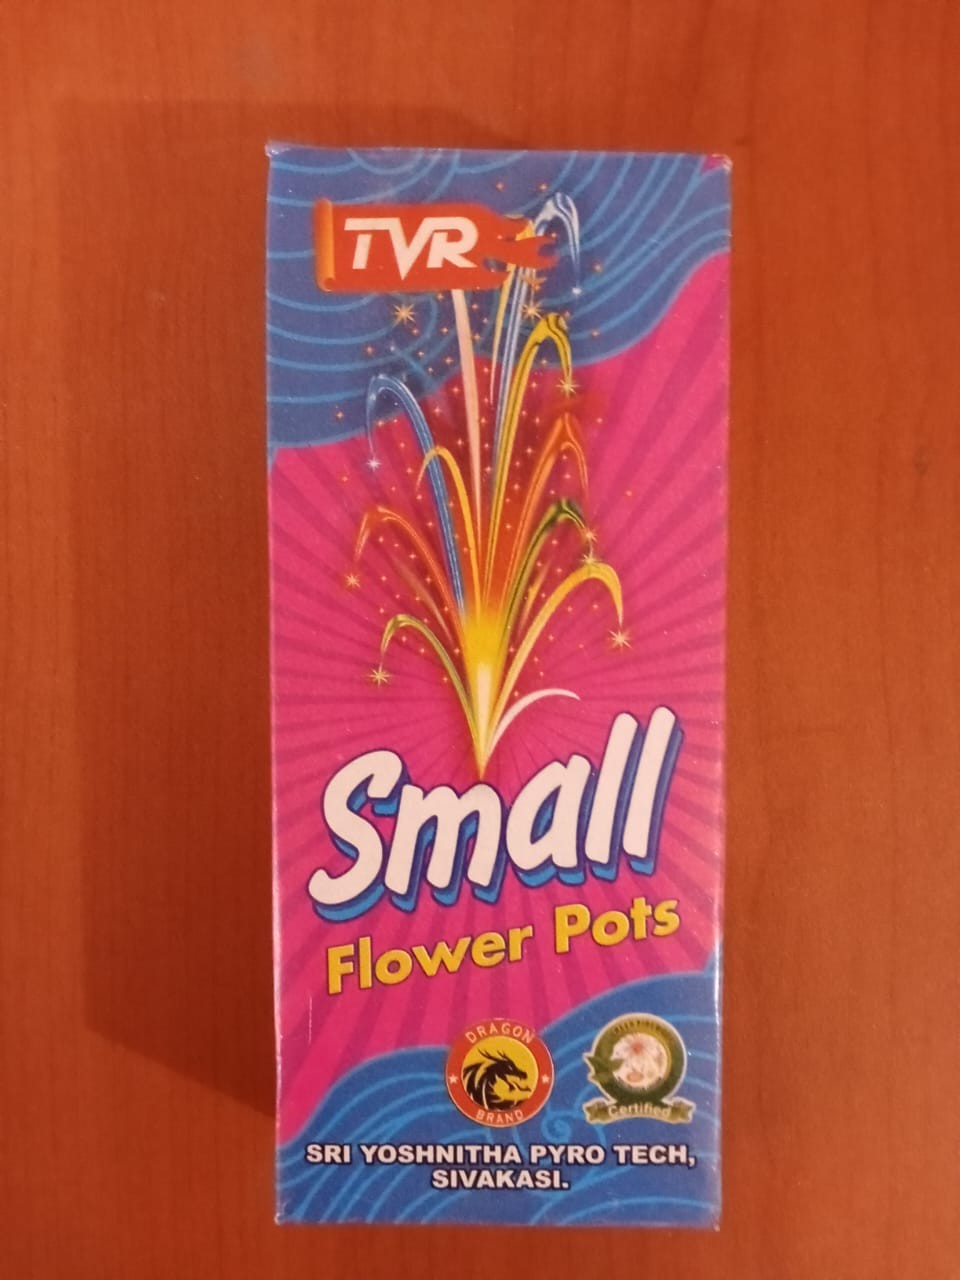 TVR
Small
Flower Pots
DRAGON
BRAND
Certified
SRI YOSHNITHA PYRO TECH,
SIVAKASI.